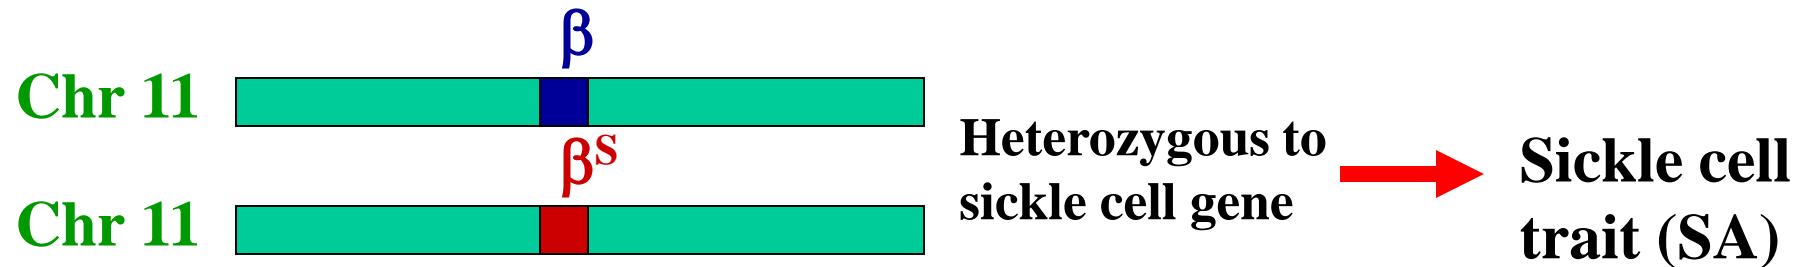 β
Chr 11
βS
Chr 11
Heterozygous to
sickle cell gene
Sickle cell
trait (SA)